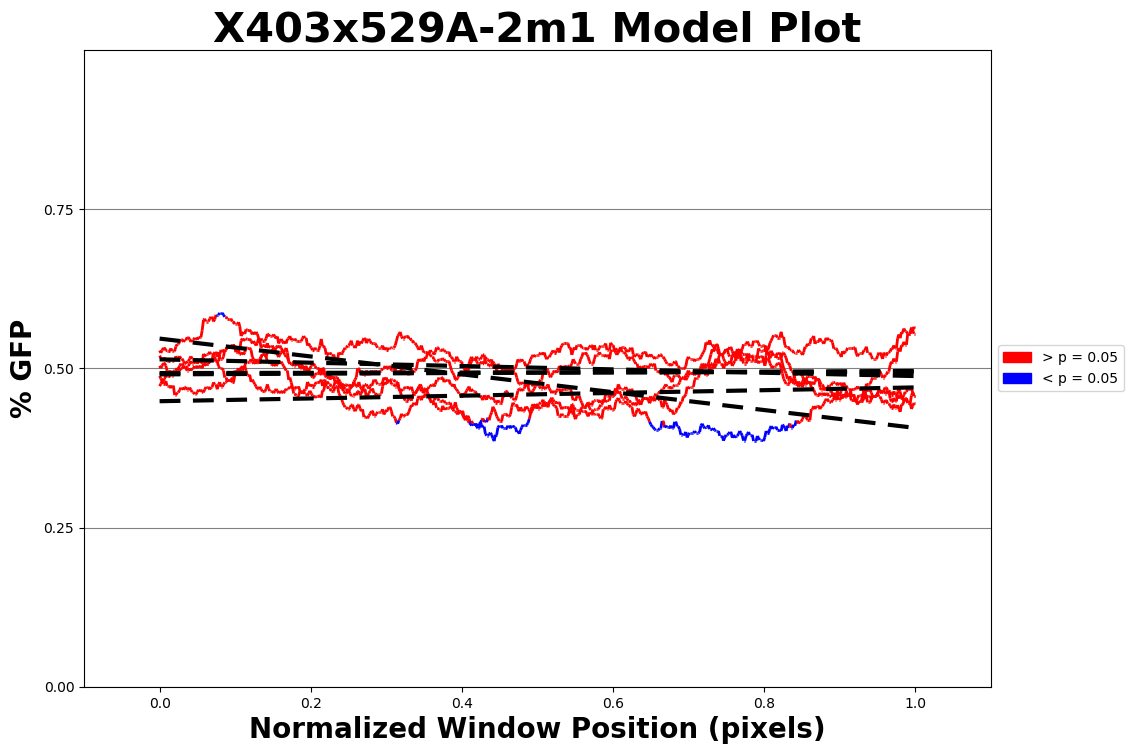 X403x529A-2m1 Model Plot
% GFP
0.75
0.50
0.25
0.00
0.0 0.2 0.4 0.6 0.8 1.0
Normalized Window Position (pixels)
> p = 0.05
< p = 0.05